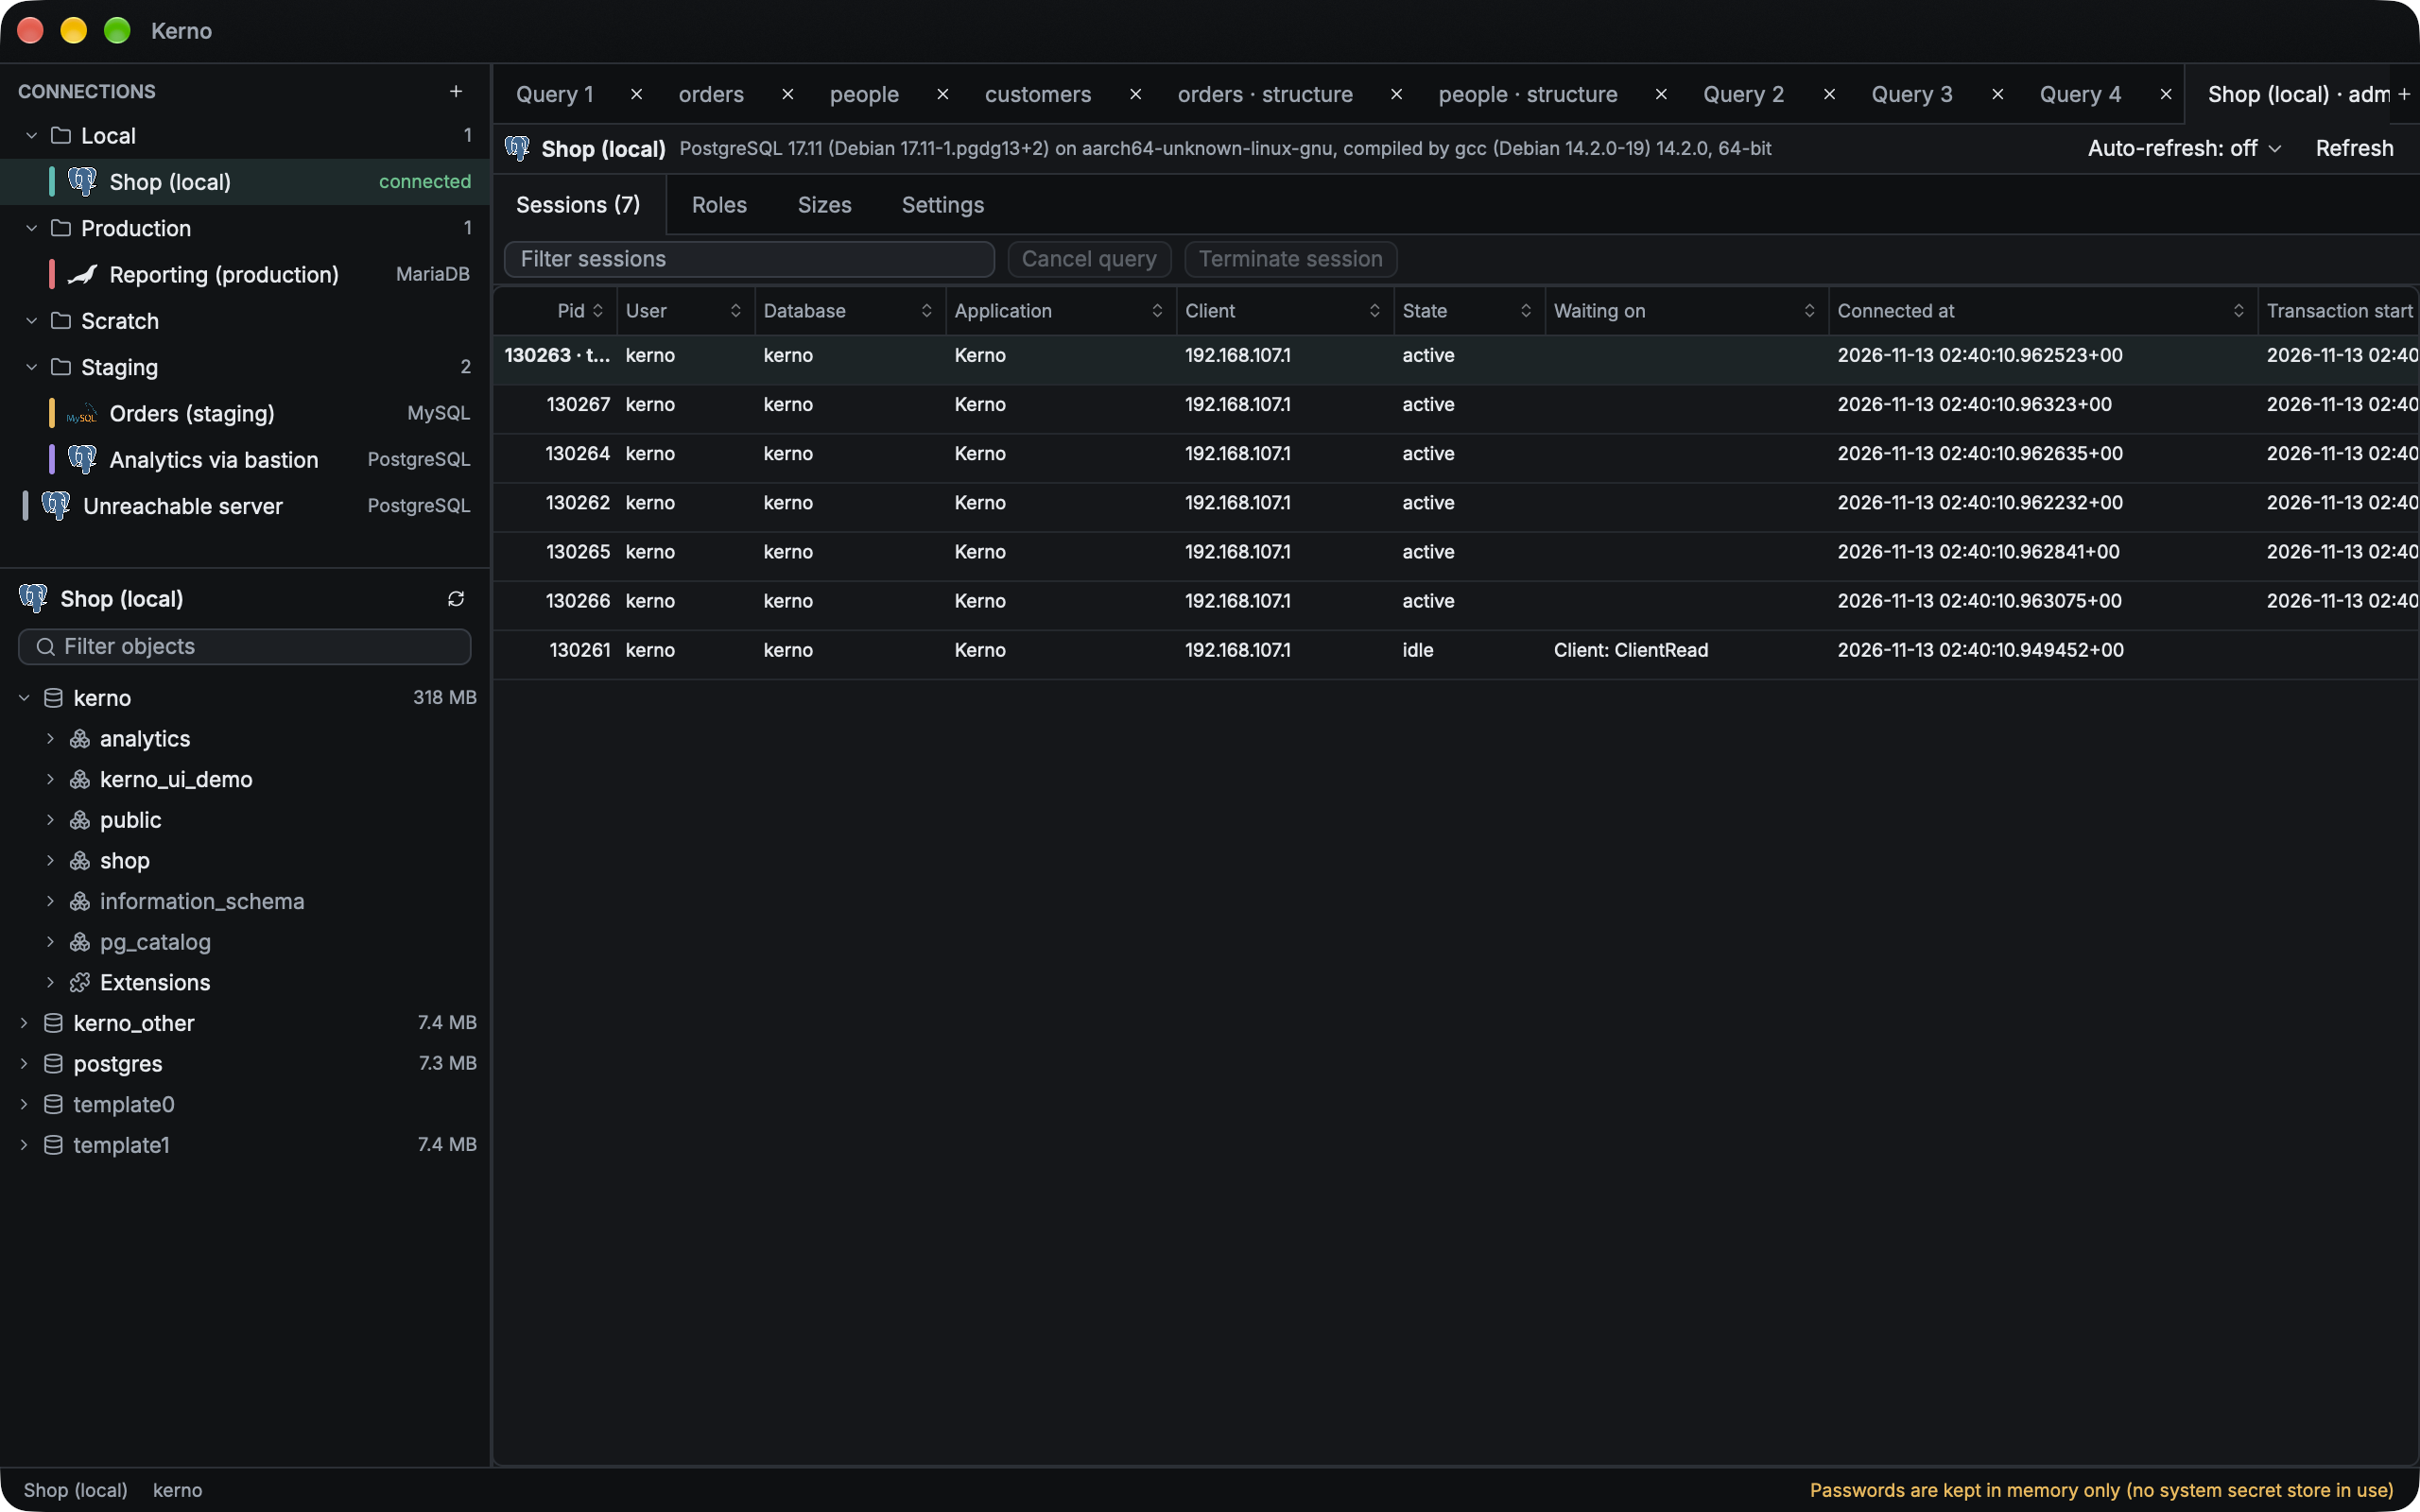 Kerno
CONNECTIONS +
Local 1
Shop (local) connected
Production 1
Reporting (production) MariaDB
Scratch
Staging 2
MySQL Orders (staging) MySQL
Analytics via bastion PostgreSQL
Unreachable server PostgreSQL
Shop (local)
Filter objects
kerno 318 MB
analytics
kerno_ui_demo
public
shop
information_schema
pg_catalog
Extensions
kerno_other 7.4 MB
postgres 7.3 MB
template0
template1 7.4 MB
Query 1 × orders × people × customers × orders · structure × people · structure × Query 2 × Query 3 × Query 4 × Shop (local) · adm +
Shop (local) PostgreSQL 17.11 (Debian 17.11-1.pgdg13+2) on aarch64-unknown-linux-gnu, compiled by gcc (Debian 14.2.0-19) 14.2.0, 64-bit Auto-refresh: off Refresh
Sessions (7) Roles Sizes Settings
Filter sessions Cancel query Terminate session
Pid User Database Application Client State Waiting on Connected at Transaction start
130263 · t... kerno kerno Kerno 192.168.107.1 active 2026-11-13 02:40:10.962523+00 2026-11-13 02:40
130267 kerno kerno Kerno 192.168.107.1 active 2026-11-13 02:40:10.96323+00 2026-11-13 02:40
130264 kerno kerno Kerno 192.168.107.1 active 2026-11-13 02:40:10.962635+00 2026-11-13 02:40
130262 kerno kerno Kerno 192.168.107.1 active 2026-11-13 02:40:10.962232+00 2026-11-13 02:40
130265 kerno kerno Kerno 192.168.107.1 active 2026-11-13 02:40:10.962841+00 2026-11-13 02:40
130266 kerno kerno Kerno 192.168.107.1 active 2026-11-13 02:40:10.963075+00 2026-11-13 02:40
130261 kerno kerno Kerno 192.168.107.1 idle Client: ClientRead 2026-11-13 02:40:10.949452+00
Shop (local) kerno Passwords are kept in memory only (no system secret store in use)